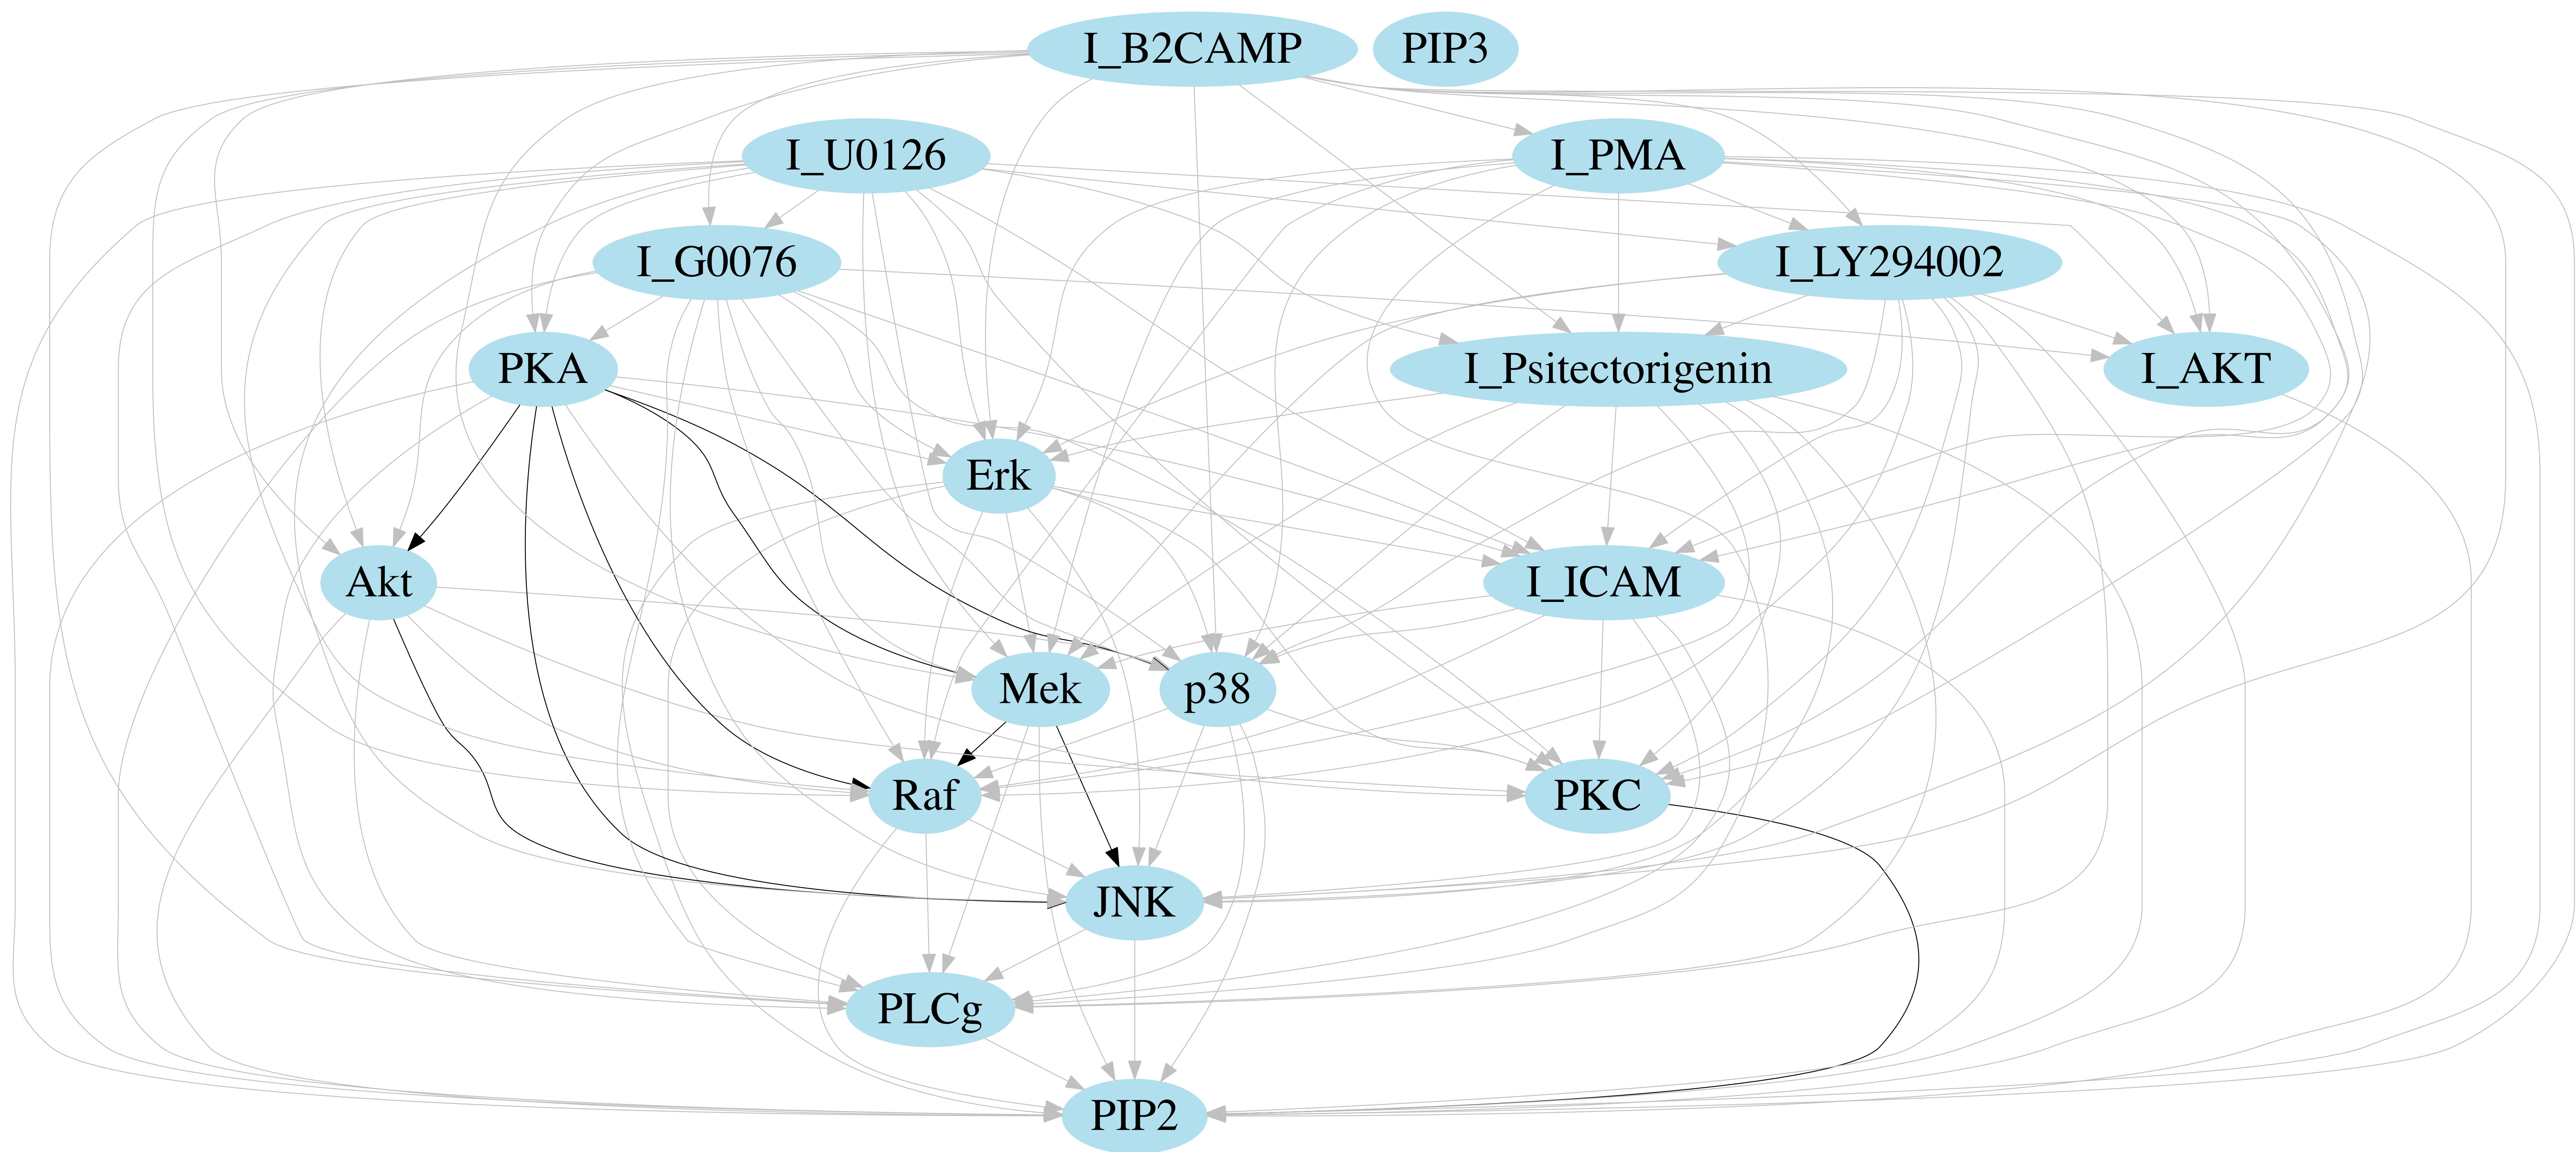 I_B2CAMP
PIP3
I_U0126
I_PMA
I_G0076
I_LY294002
PKA
I_Psitectorigenin
I_AKT
Erk
Akt
I_ICAM
Mek
p38
Raf
PKC
JNK
PLCg
PIP2